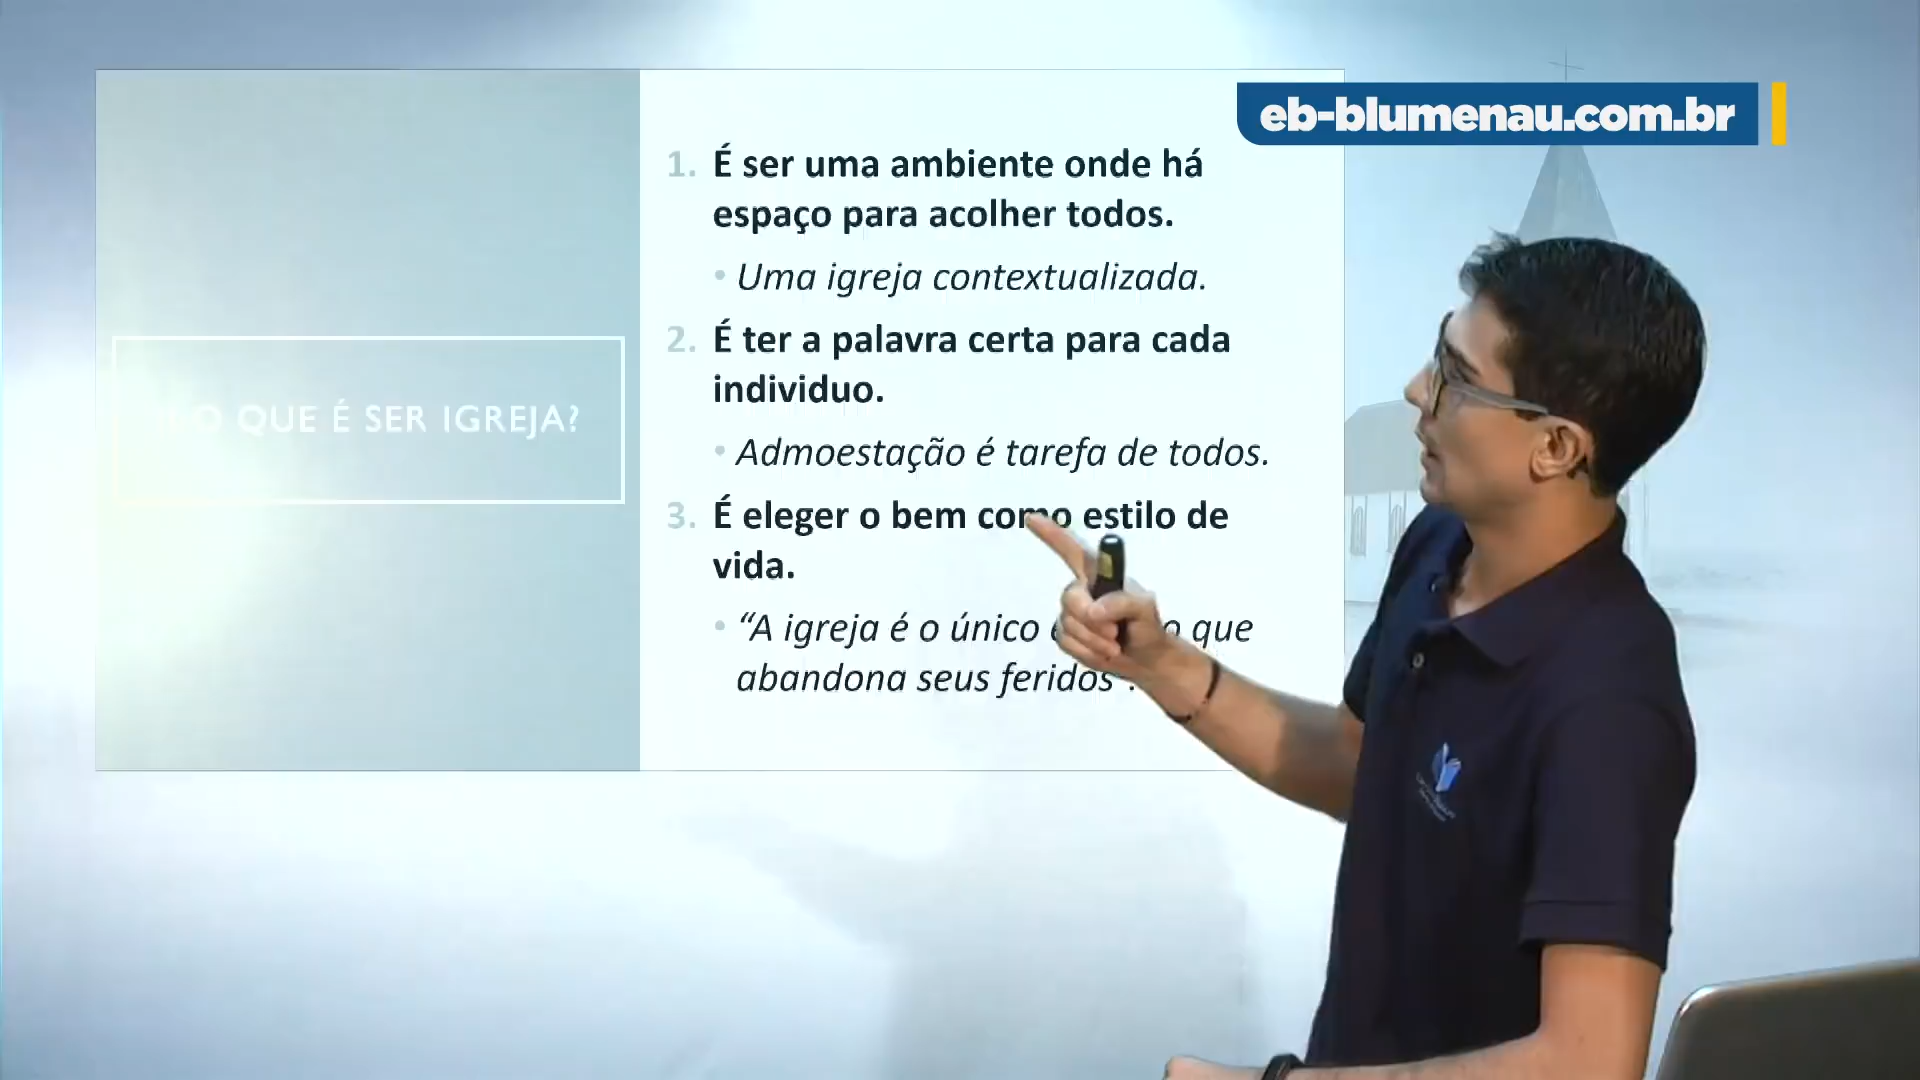 eb-blumenau.com.br
O QUE É SER IGREJA?
1. É ser uma ambiente onde há
espaço para acolher todos.
• Uma igreja contextualizada.
2. É ter a palavra certa para cada
individuo.
• Admoestação é tarefa de todos.
3. É eleger o bem como estilo de
vida.
• “A igreja é o único que
abandona seus feridos”.